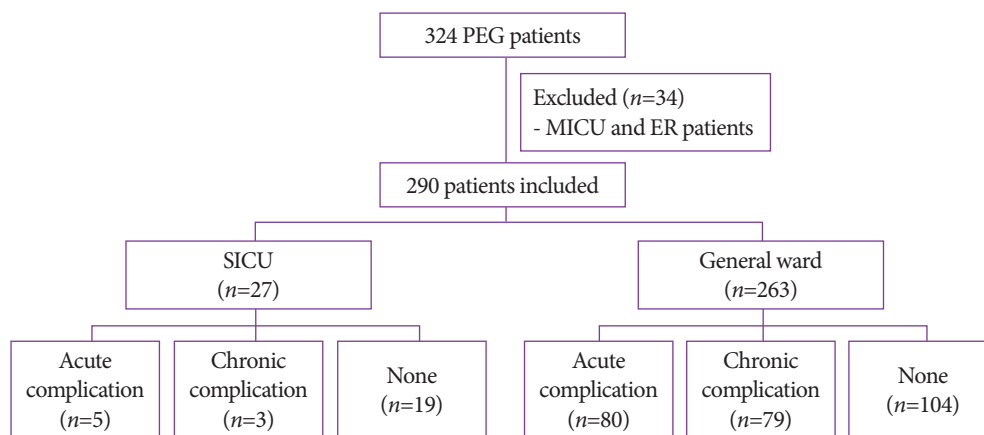 324 PEG patients
Excluded (n=34)
- MICU and ER patients
290 patients included
SICU
(n=27)
General ward
(n=263)
Acute
complication
(n=5)
Chronic
complication
(n=3)
None
(n=19)
Acute
complication
(n=80)
Chronic
complication
(n=79)
None
(n=104)